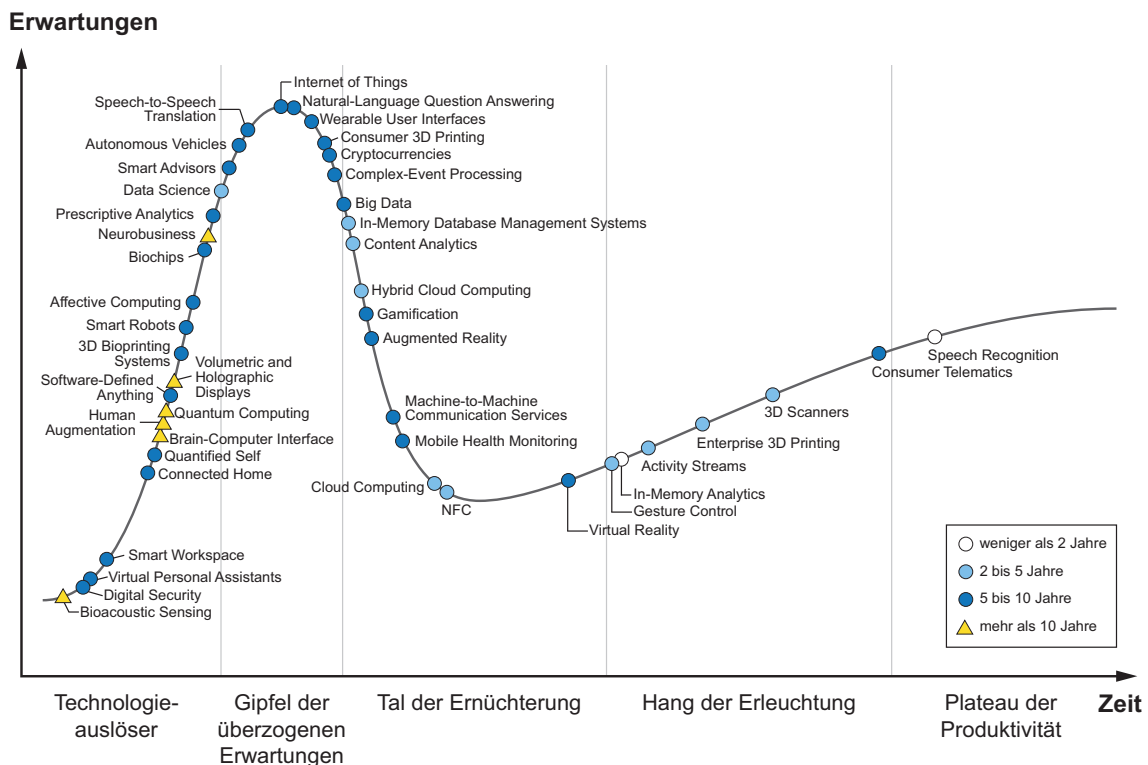 Erwartungen
Internet of Things
Natural-Language Question Answering
Speech-to-Speech
Translation
Wearable User Interfaces
Consumer 3D Printing
Autonomous Vehicles
Cryptocurrencies
Smart Advisors
Complex-Event Processing
Data Science
Big Data
Prescriptive Analytics
In-Memory Database Management Systems
Neurobusiness
Content Analytics
Biochips
Hybrid Cloud Computing
Affective Computing
Gamification
Smart Robots
Augmented Reality
3D Bioprinting
Systems
Volumetric and
Holographic
Displays
Software-Defined
Anything
Quantum Computing
Human
Augmentation
Brain-Computer Interface
Quantified Self
Connected Home
Machine-to-Machine
Communication Services
Mobile Health Monitoring
Cloud Computing
NFC
Speech Recognition
Consumer Telematics
3D Scanners
Enterprise 3D Printing
Activity Streams
In-Memory Analytics
Gesture Control
Virtual Reality
Smart Workspace
Virtual Personal Assistants
Digital Security
Bioacoustic Sensing
weniger als 2 Jahre
2 bis 5 Jahre
5 bis 10 Jahre
mehr als 10 Jahre
Technologie-
auslöser
Gipfel der
überzogenen
Erwartungen
Tal der Ernüchterung
Hang der Erleuchtung
Plateau der
Produktivität
Zeit